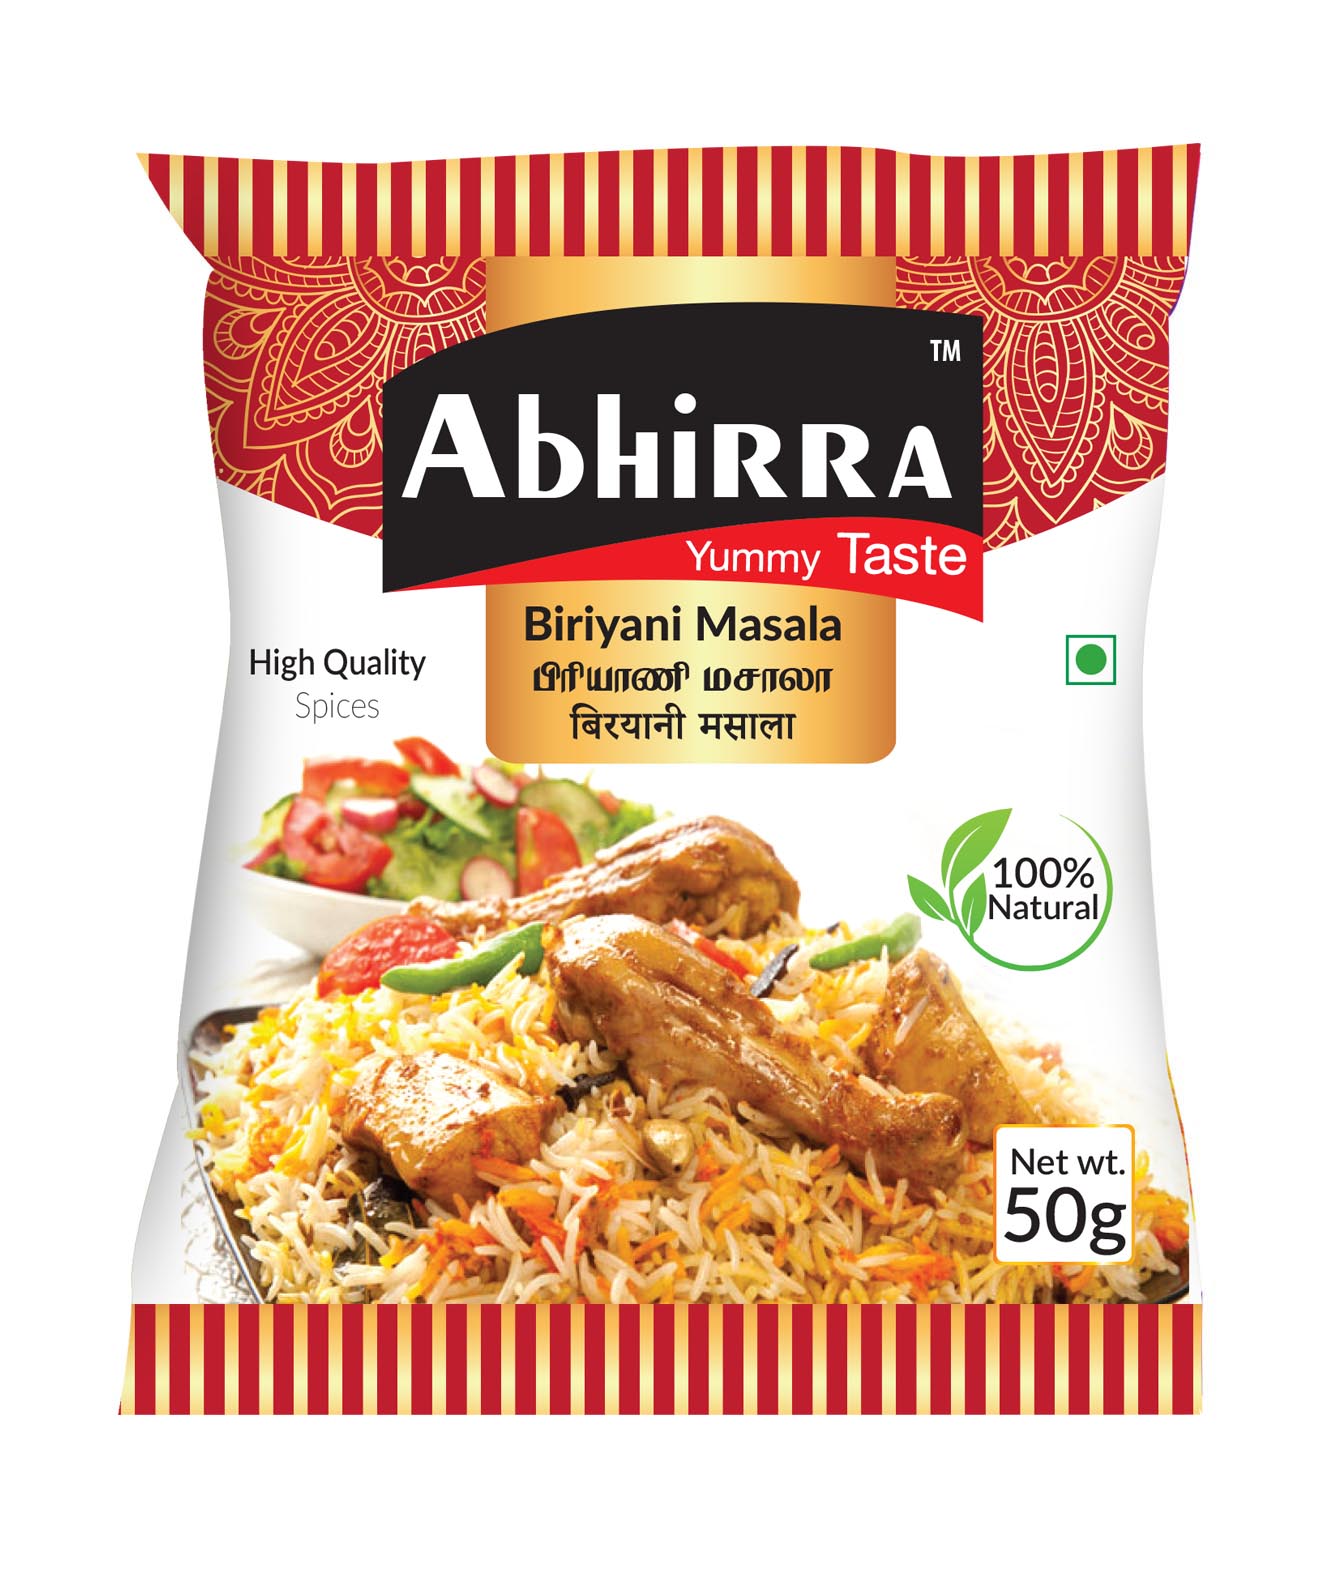 TM
Abhirra
Yummy Taste
Biriyani Masala
பிரியாணி மசாலா
बिरयानी मसाला
High Quality
Spices
100%
Natural
Net wt.
50g